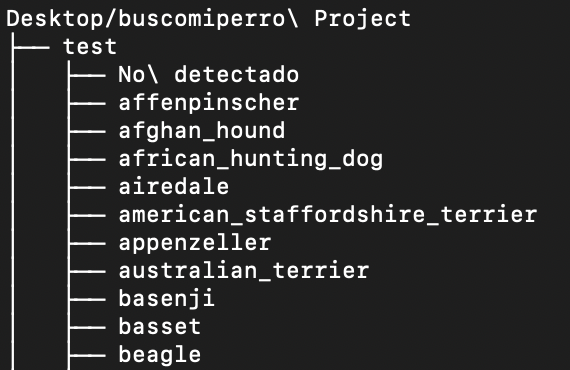 Desktop/buscomiperro\ Project
├── test
│   ├── No\ detectado
│   ├── affenpinscher
│   ├── afghan_hound
│   ├── african_hunting_dog
│   ├── airedale
│   ├── american_staffordshire_terrier
│   ├── appenzeller
│   ├── australian_terrier
│   ├── basenji
│   ├── basset
│   ├── beagle